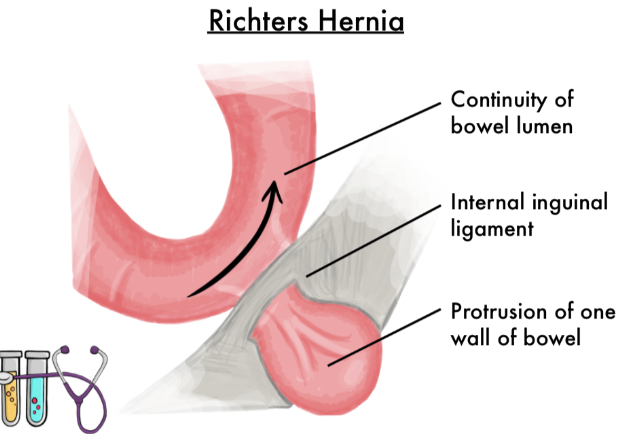 Richters Hernia
Continuity of
bowel lumen
Internal inguinal
ligament
Protrusion of one
wall of bowel